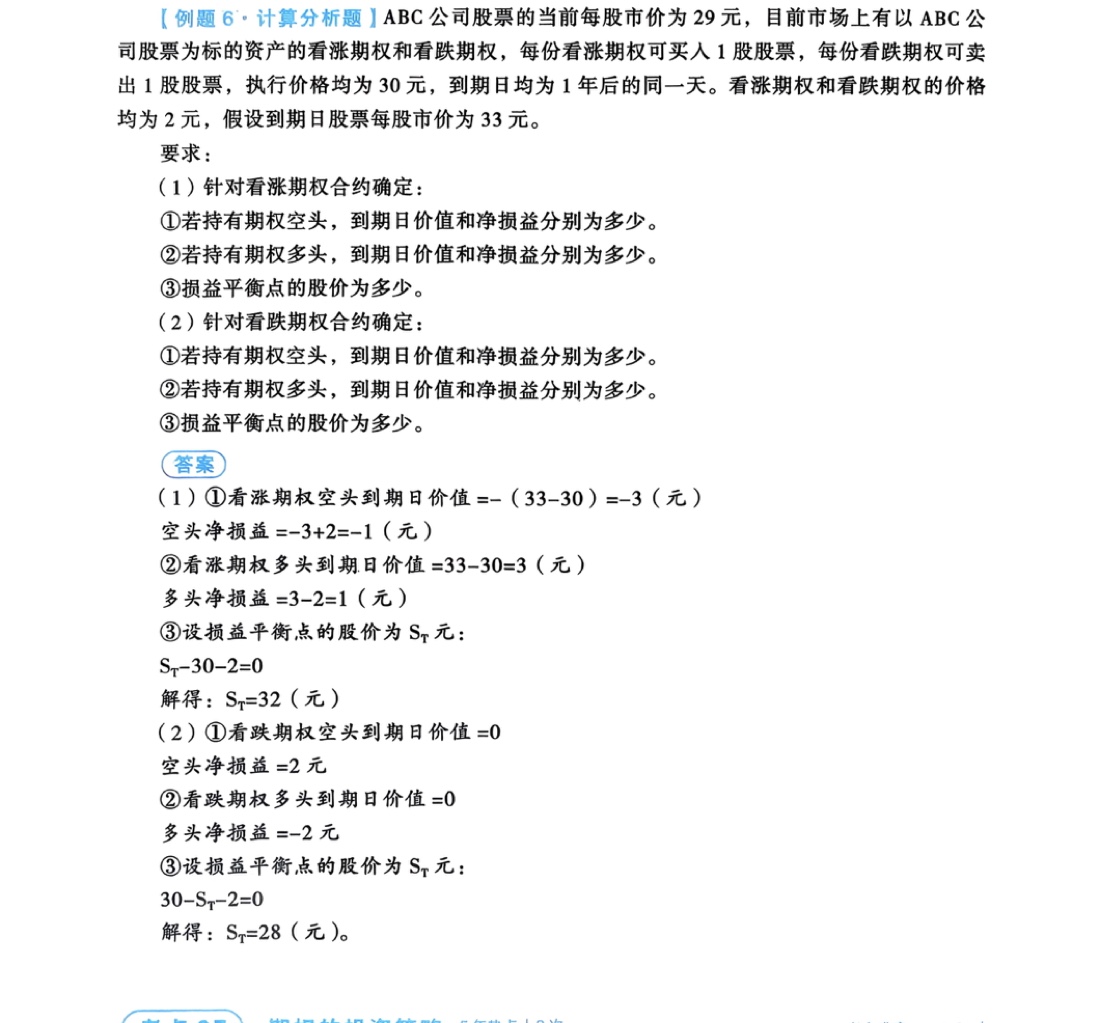 【例题6·计算分析题】ABC公司股票的当前每股市价为29元，目前市场上有以ABC公
司股票为标的资产的看涨期权和看跌期权，每份看涨期权可买入1股股票，每份看跌期权可卖
出1股股票，执行价格均为30元，到期日均为1年后的同一天。看涨期权和看跌期权的价格
均为2元，假设到期日股票每股市价为33元。
要求：
（1）针对看涨期权合约确定：
①若持有期权空头，到期日价值和净损益分别为多少。
②若持有期权多头，到期日价值和净损益分别为多少。
③损益平衡点的股价为多少。
（2）针对看跌期权合约确定：
①若持有期权空头，到期日价值和净损益分别为多少。
②若持有期权多头，到期日价值和净损益分别为多少。
③损益平衡点的股价为多少。
答案
（1）①看涨期权空头到期日价值=-（33-30）=-3（元）
空头净损益=-3+2=-1（元）
②看涨期权多头到期日价值=33-30=3（元）
多头净损益=3-2=1（元）
③设损益平衡点的股价为S_T元：
S_T-30-2=0
解得：S_T=32（元）
（2）①看跌期权空头到期日价值=0
空头净损益=2元
②看跌期权多头到期日价值=0
多头净损益=-2元
③设损益平衡点的股价为S_T元：
30-S_T-2=0
解得：S_T=28（元）。